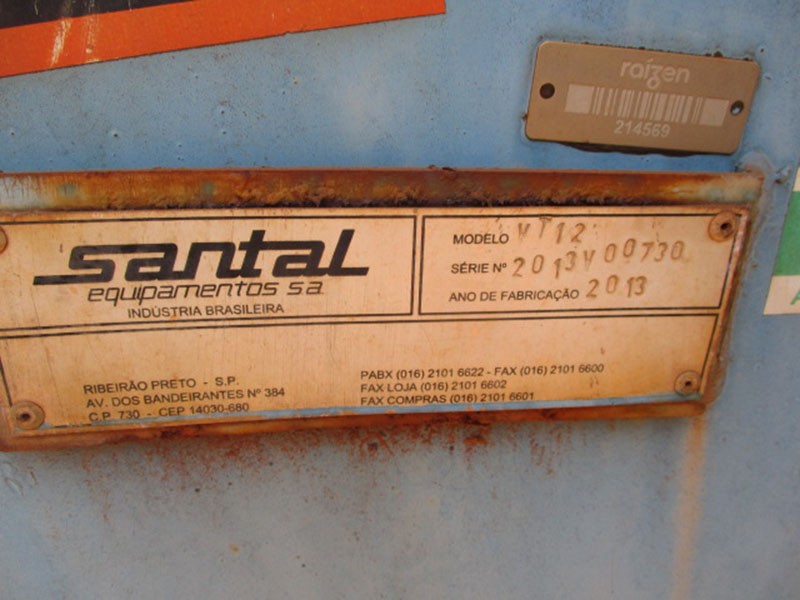 raízen
214569
santal
equipamentos s.a.
INDÚSTRIA BRASILEIRA
MODELO VT12
SÉRIE Nº 2013V00730
ANO DE FABRICAÇÃO 2013
RIBEIRÃO PRETO - S.P.
AV. DOS BANDEIRANTES Nº 384
C.P. 730 - CEP 14030-680
PABX (016) 2101 6622 - FAX (016) 2101 6600
FAX LOJA (016) 2101 6602
FAX COMPRAS (016) 2101 6601